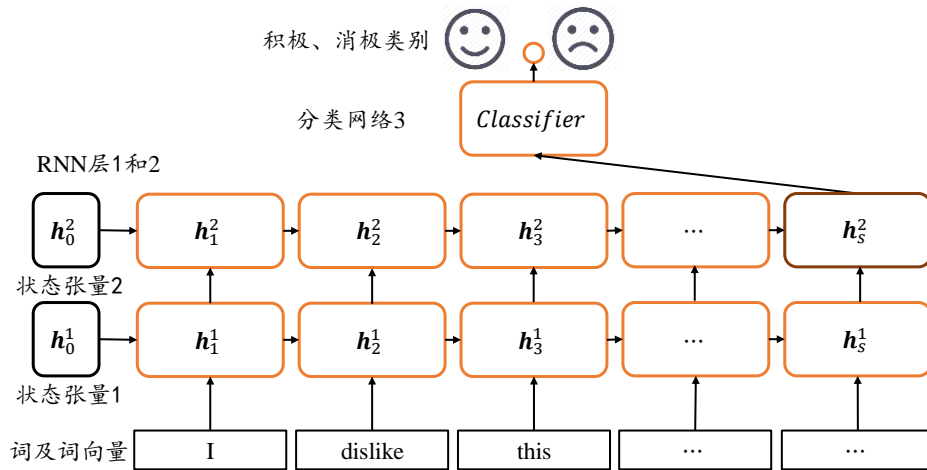 积极、消极类别
分类网络3
Classifier
RNN层1和2
h_0^2 h_1^2 h_2^2 h_3^2 ... h_s^2
状态张量2
h_0^1 h_1^1 h_2^1 h_3^1 ... h_s^1
状态张量1
词及词向量 I dislike this ... ...